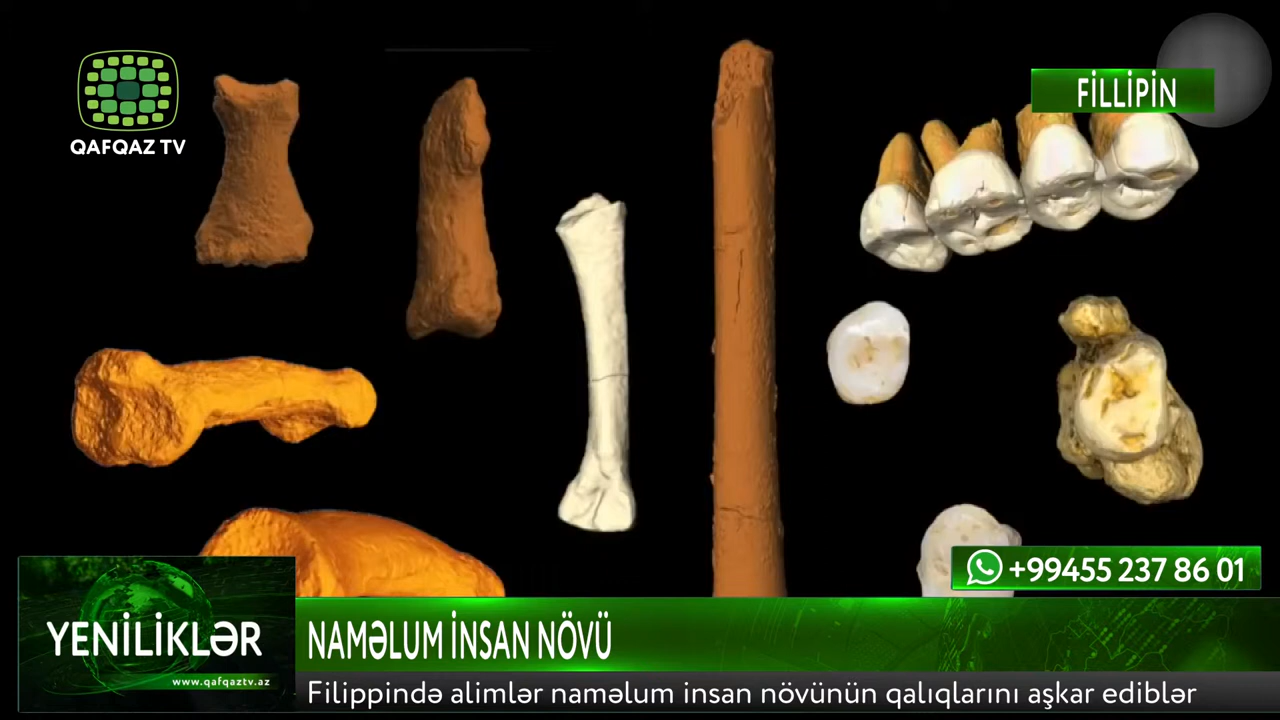 QAFQAZ TV
FİLLİPİN
+99455 237 86 01
YENİLİKLƏR
www.qafqaztv.az
NAMƏLUM İNSAN NÖVÜ
Filippində alimlər naməlum insan növünün qalıqlarını aşkar ediblər